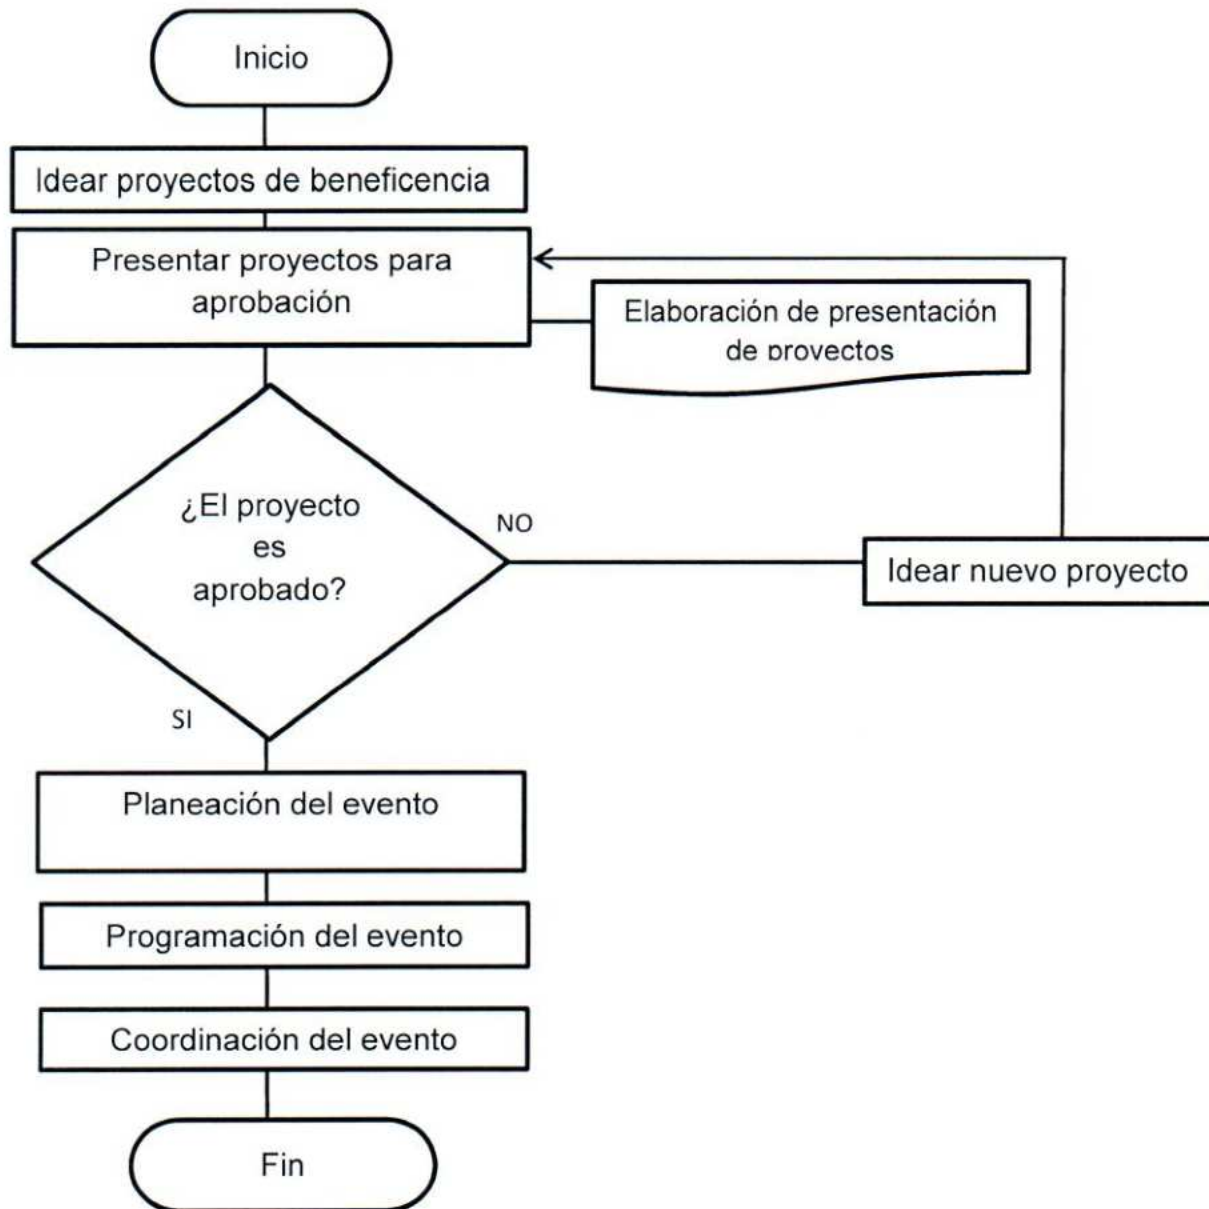 Inicio
Idear proyectos de beneficencia
Presentar proyectos para
aprobación
Elaboración de presentación
de proyectos
¿El proyecto
es
aprobado?
NO
Idear nuevo proyecto
SI
Planeación del evento
Programación del evento
Coordinación del evento
Fin